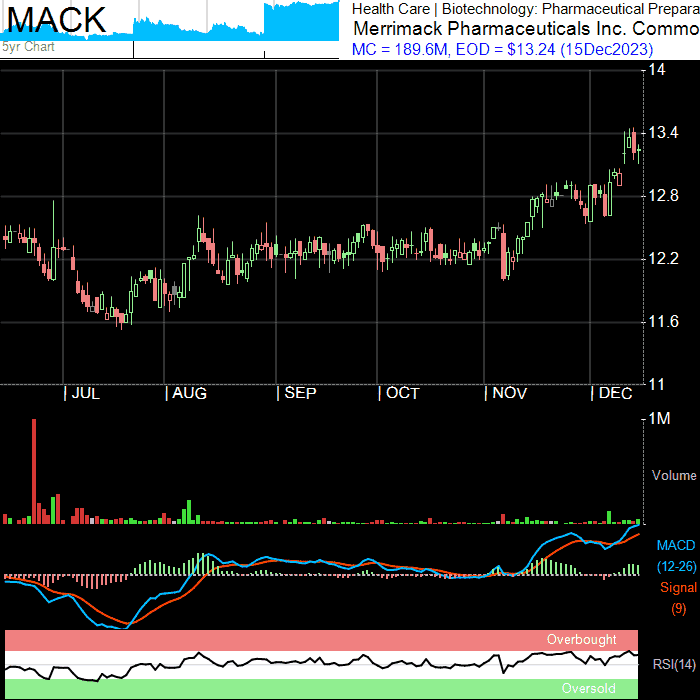 MACK
5yr Chart
Health Care | Biotechnology: Pharmaceutical Prepara
Merrimack Pharmaceuticals Inc. Commo
MC = 189.6M, EOD = $13.24 (15Dec2023)
14
13.4
12.8
12.2
11.6
11
| JUL | AUG | SEP | OCT | NOV | DEC
1M
Volume
MACD
(12-26)
Signal
(9)
Overbought
RSI(14)
Oversold